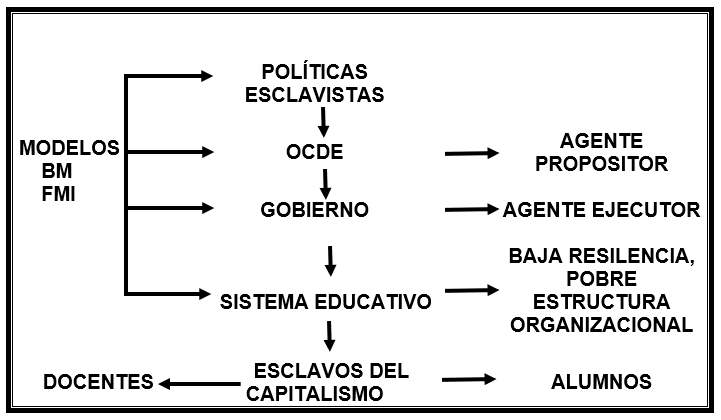 POLÍTICAS
ESCLAVISTAS
MODELOS
BM
FMI
OCDE
AGENTE
PROPOSITOR
GOBIERNO
AGENTE EJECUTOR
SISTEMA EDUCATIVO
BAJA RESILENCIA,
POBRE
ESTRUCTURA
ORGANIZACIONAL
DOCENTES
ESCLAVOS DEL
CAPITALISMO
ALUMNOS